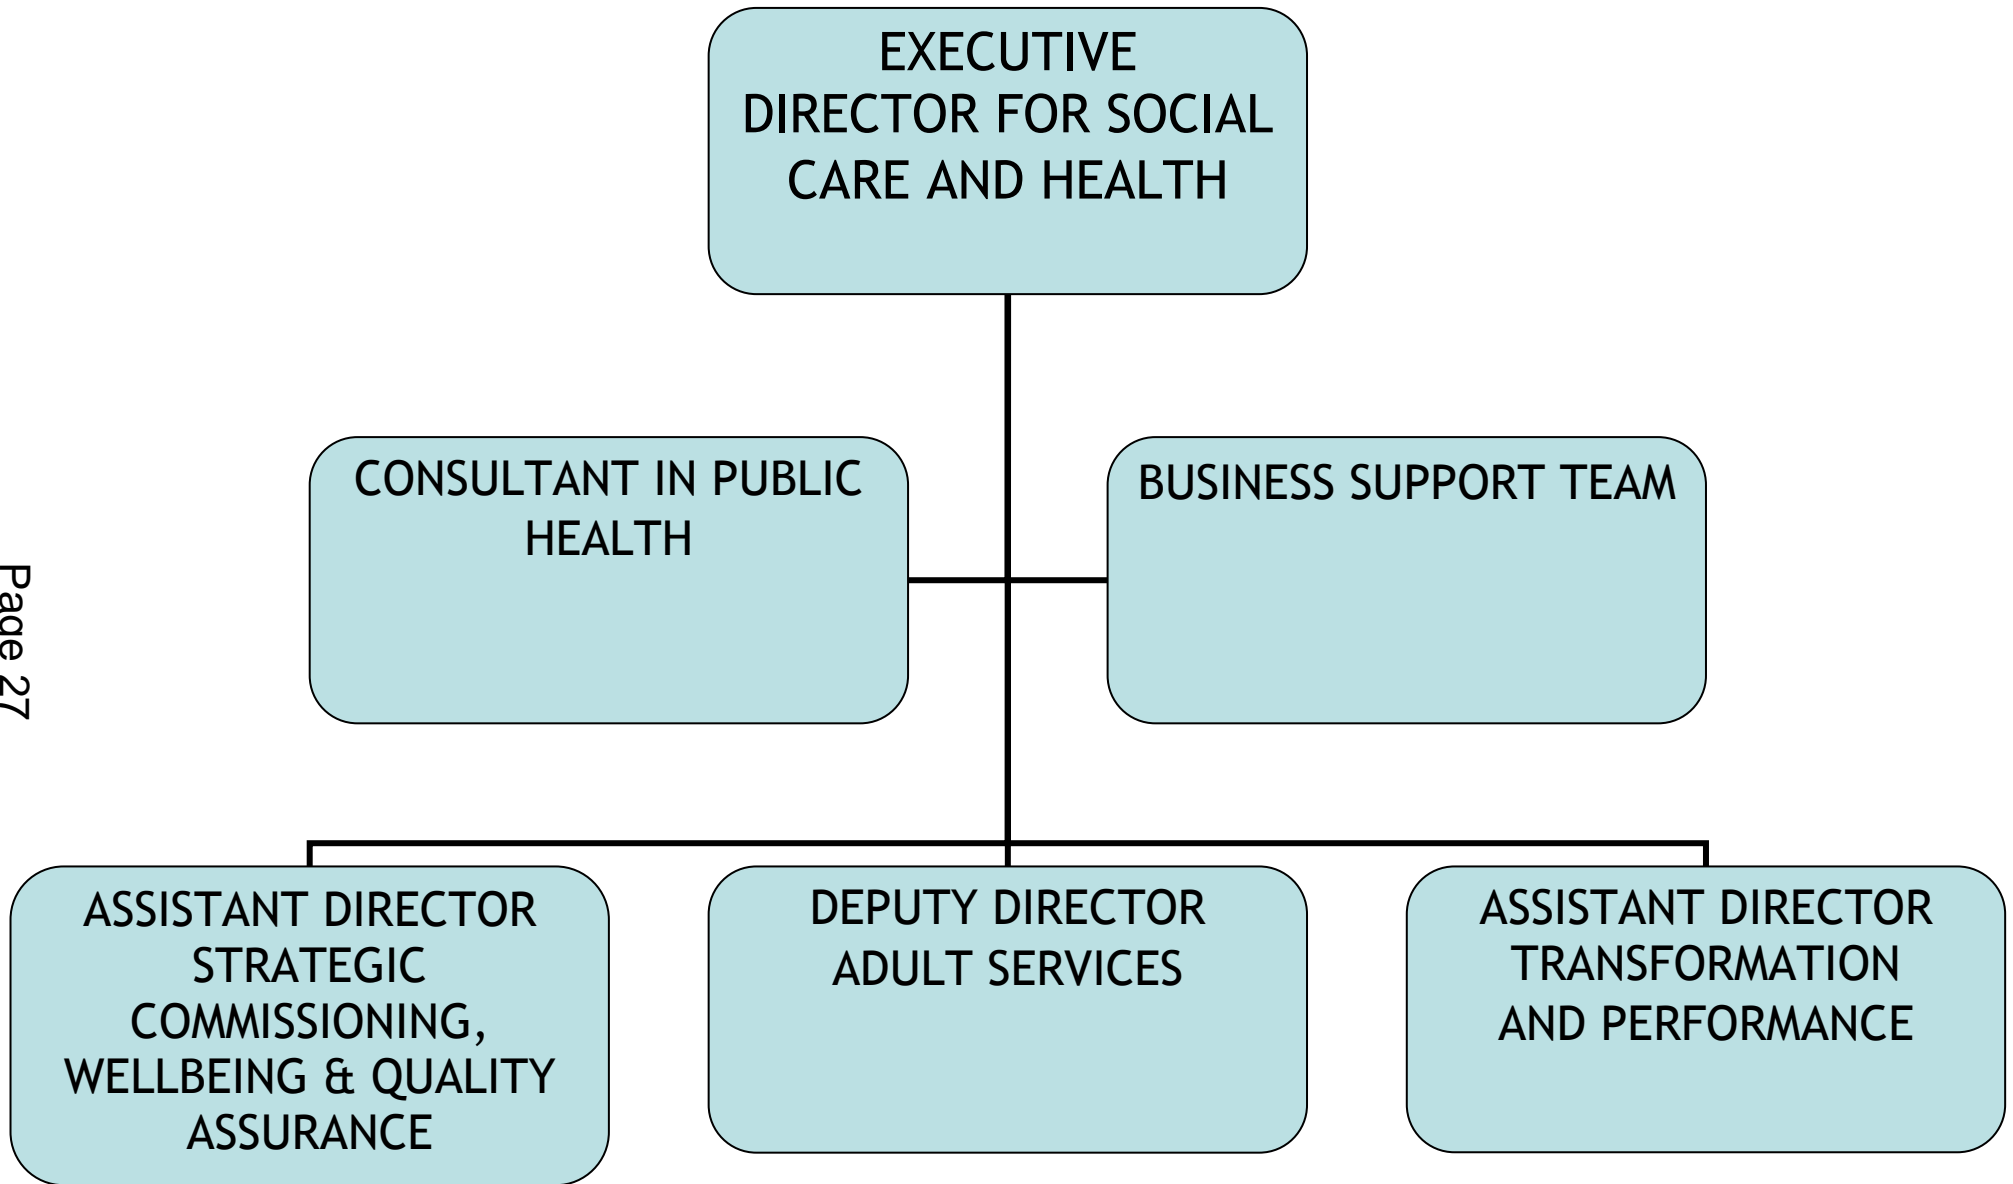 EXECUTIVE
DIRECTOR FOR SOCIAL
CARE AND HEALTH
CONSULTANT IN PUBLIC
HEALTH
BUSINESS SUPPORT TEAM
Page 27
ASSISTANT DIRECTOR
STRATEGIC
COMMISSIONING,
WELLBEING & QUALITY
ASSURANCE
DEPUTY DIRECTOR
ADULT SERVICES
ASSISTANT DIRECTOR
TRANSFORMATION
AND PERFORMANCE